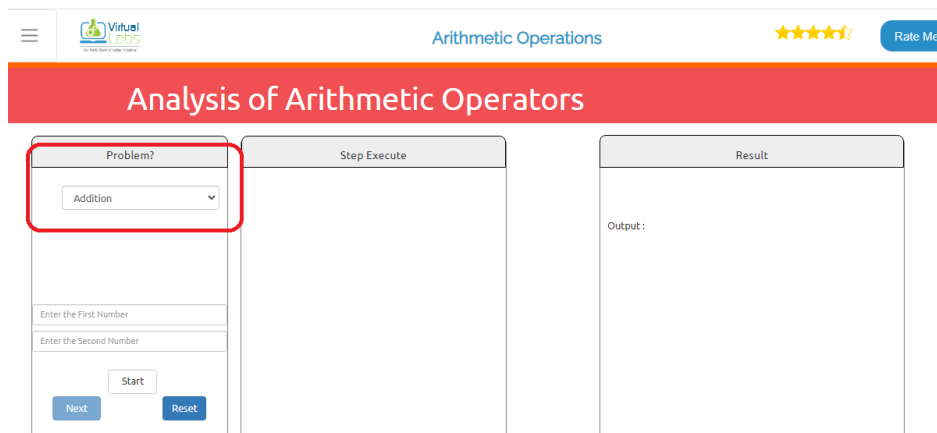 Virtual
Labs
Arithmetic Operations
Rate Me
Analysis of Arithmetic Operators
Problem?
Step Execute
Result
Addition
Output :
Enter the First Number
Enter the Second Number
Start
Next
Reset